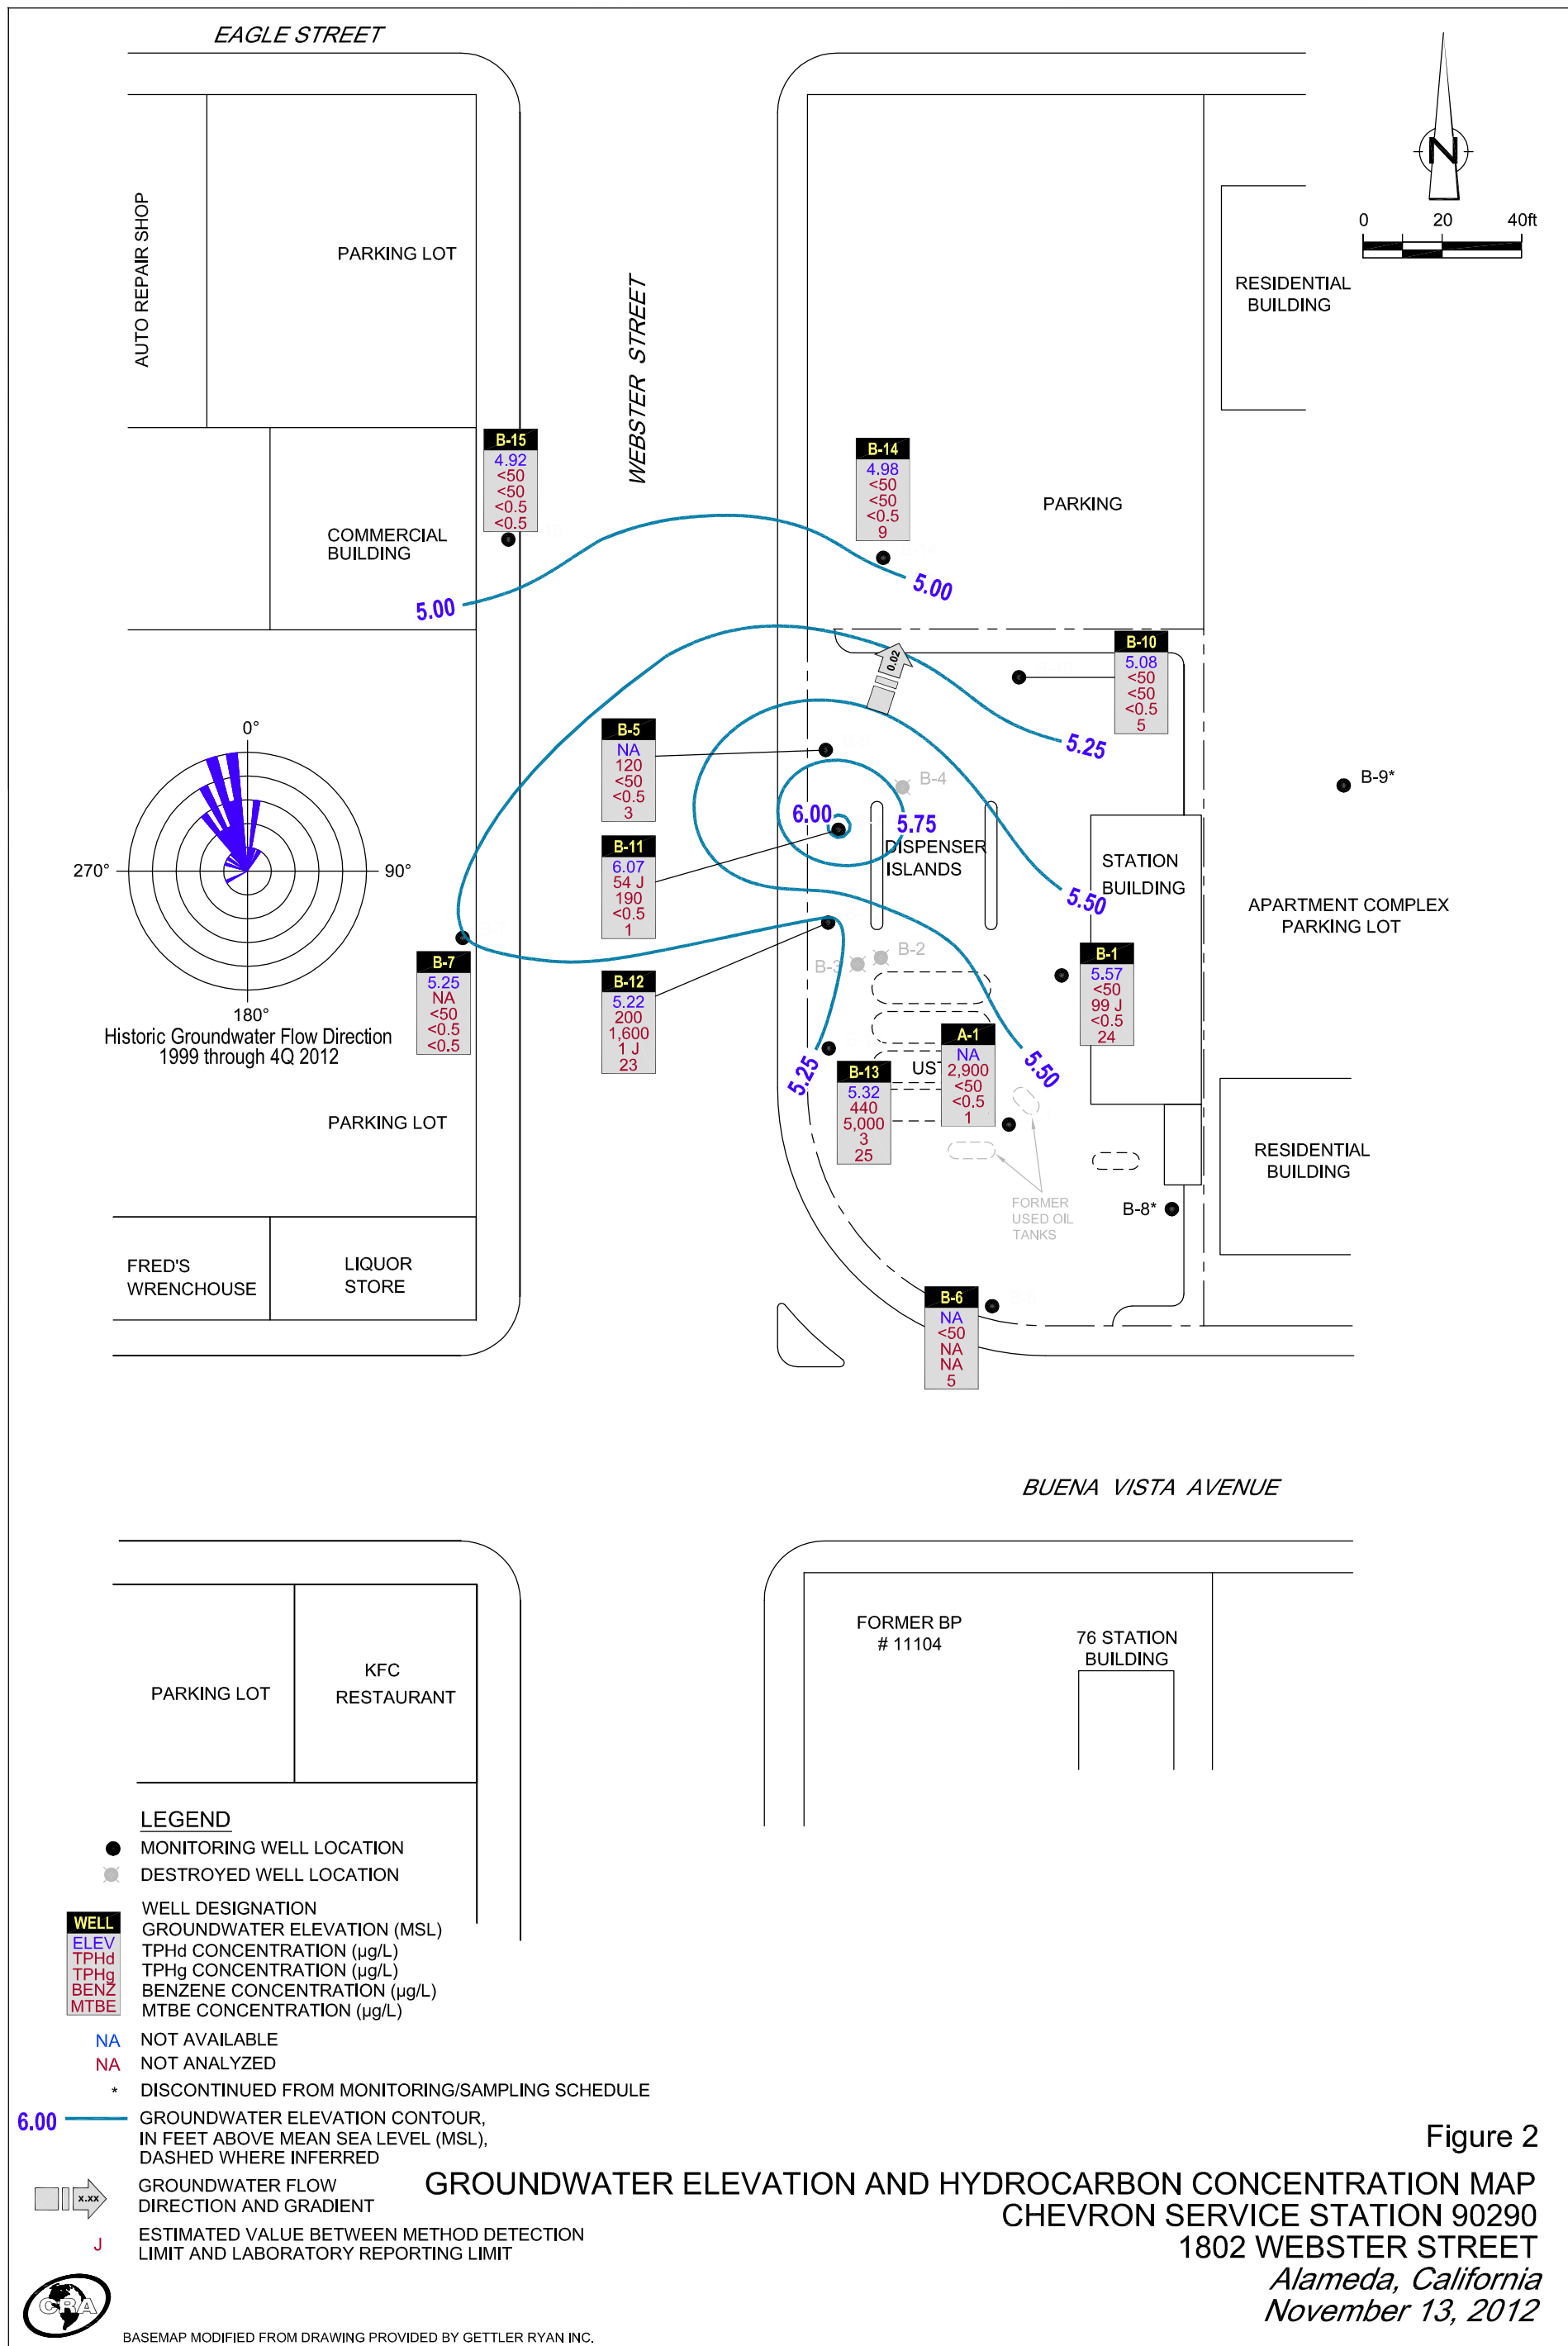 EAGLE STREET
N
0 20 40ft
AUTO REPAIR SHOP
PARKING LOT
WEBSTER STREET
RESIDENTIAL
BUILDING
B-15
4.92
<50
<50
<0.5
<0.5
B-14
4.98
<50
<50
<0.5
9
PARKING
COMMERCIAL
BUILDING
5.00
5.00
0.02
B-10
5.08
<50
<50
<0.5
5
5.25
0°
270°
90°
180°
Historic Groundwater Flow Direction
1999 through 4Q 2012
B-5
NA
120
<50
<0.5
3
B-4
B-9*
6.00
5.75
DISPENSER
ISLANDS
B-11
6.07
54 J
190
<0.5
1
STATION
BUILDING
5.50
APARTMENT COMPLEX
PARKING LOT
B-7
5.25
NA
<50
<0.5
<0.5
B-12
5.22
200
1,600
1 J
23
B-3
B-2
B-1
5.57
<50
99 J
<0.5
24
5.25
B-13
5.32
440
5,000
3
25
UST
A-1
NA
2,900
<50
<0.5
1
5.50
PARKING LOT
RESIDENTIAL
BUILDING
FORMER
USED OIL
TANKS
B-8*
FRED'S
WRENCHOUSE
LIQUOR
STORE
B-6
NA
<50
NA
NA
5
BUENA VISTA AVENUE
PARKING LOT
KFC
RESTAURANT
FORMER BP
# 11104
76 STATION
BUILDING
LEGEND
MONITORING WELL LOCATION
DESTROYED WELL LOCATION
WELL
ELEV
TPHd
TPHg
BENZ
MTBE
WELL DESIGNATION
GROUNDWATER ELEVATION (MSL)
TPHd CONCENTRATION (µg/L)
TPHg CONCENTRATION (µg/L)
BENZENE CONCENTRATION (µg/L)
MTBE CONCENTRATION (µg/L)
NA NOT AVAILABLE
NA NOT ANALYZED
* DISCONTINUED FROM MONITORING/SAMPLING SCHEDULE
6.00 GROUNDWATER ELEVATION CONTOUR,
IN FEET ABOVE MEAN SEA LEVEL (MSL),
DASHED WHERE INFERRED
x.xx GROUNDWATER FLOW
DIRECTION AND GRADIENT
J ESTIMATED VALUE BETWEEN METHOD DETECTION
LIMIT AND LABORATORY REPORTING LIMIT
CRA
BASEMAP MODIFIED FROM DRAWING PROVIDED BY GETTLER RYAN INC.
Figure 2
GROUNDWATER ELEVATION AND HYDROCARBON CONCENTRATION MAP
CHEVRON SERVICE STATION 90290
1802 WEBSTER STREET
Alameda, California
November 13, 2012